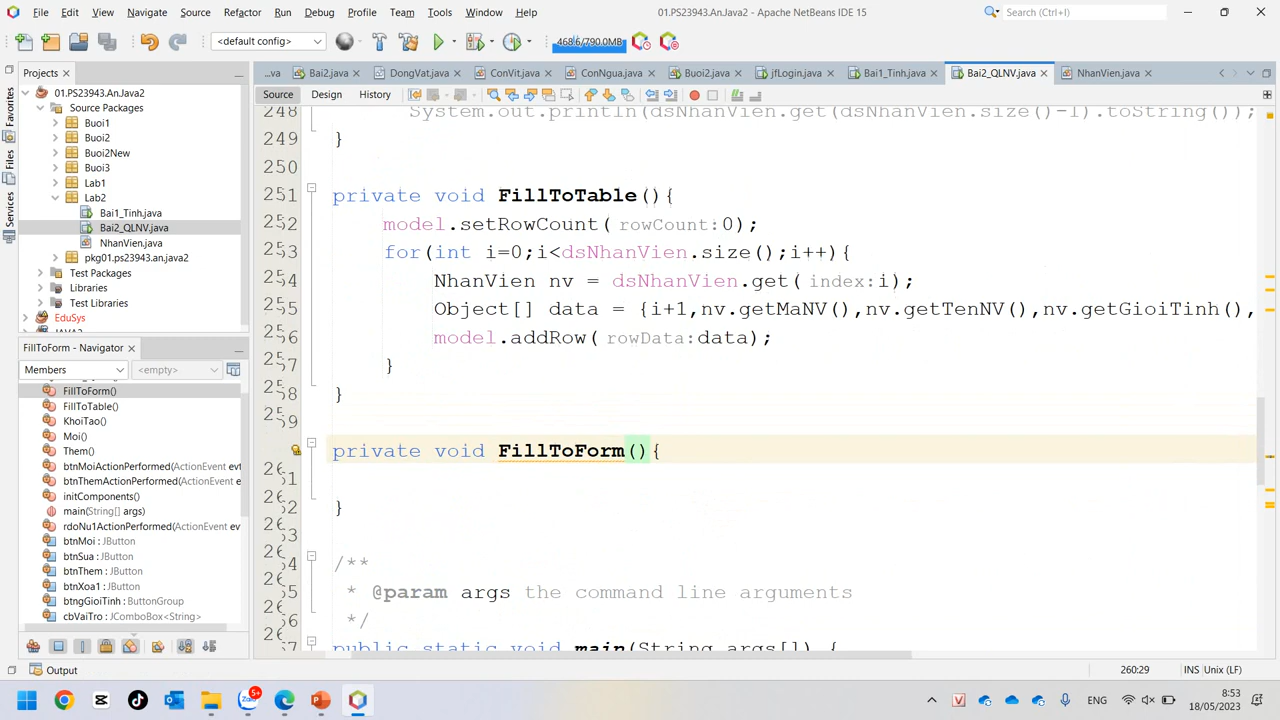 File Edit View Navigate Source Refactor Run Debug Profile Team Tools Window Help 01.PS23943.An.Java2 - Apache NetBeans IDE 15 Search (Ctrl+I)
<default config> 468.6/790.0MB
Projects ...va Bai2.java DongVat.java ConVit.java ConNgua.java Buoi2.java jfLogin.java Bai1_Tinh.java Bai2_QLNV.java NhanVien.java
Source Design History
Favorites
Files
Services
01.PS23943.An.Java2
Source Packages
Buoi1
Buoi2
Buoi2New
Buoi3
Lab1
Lab2
Bai1_Tinh.java
Bai2_QLNV.java
NhanVien.java
pkg01.ps23943.an.java2
Test Packages
Libraries
Test Libraries
EduSys
FillToForm - Navigator
Members <empty>
FillToForm()
FillToTable()
KhoiTao()
Moi()
Them()
btnMoiActionPerformed(ActionEvent evt
btnThemActionPerformed(ActionEvent e
initComponents()
main(String[] args)
rdoNu1ActionPerformed(ActionEvent ev
btnMoi : JButton
btnSua : JButton
btnThem : JButton
btnXoa1 : JButton
btngGioiTinh : ButtonGroup
cbVaiTro : JComboBox<String>
248 System.out.println(dsNhanVien.get(dsNhanVien.size()-1).toString());
249 }
250
251 private void FillToTable(){
252 model.setRowCount( rowCount:0);
253 for(int i=0;i<dsNhanVien.size();i++){
254 NhanVien nv = dsNhanVien.get( index:i);
255 Object[] data = {i+1,nv.getMaNV(),nv.getTenNV(),nv.getGioiTinh(),
256 model.addRow( rowData:data);
257 }
258 }
259
private void FillToForm(){
261
262 }
263
264 /**
265 * @param args the command line arguments
266 */
267 public static void main(String args[]) {
Output 260:29 INS Unix (LF)
5+ ENG 8:53
18/05/2023